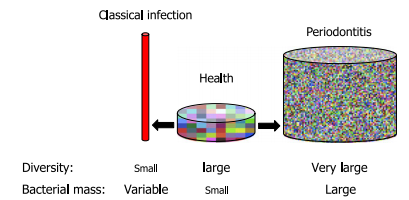 Classical infection
Periodontitis
Health
Diversity: Small large Very large
Bacterial mass: Variable Small Large